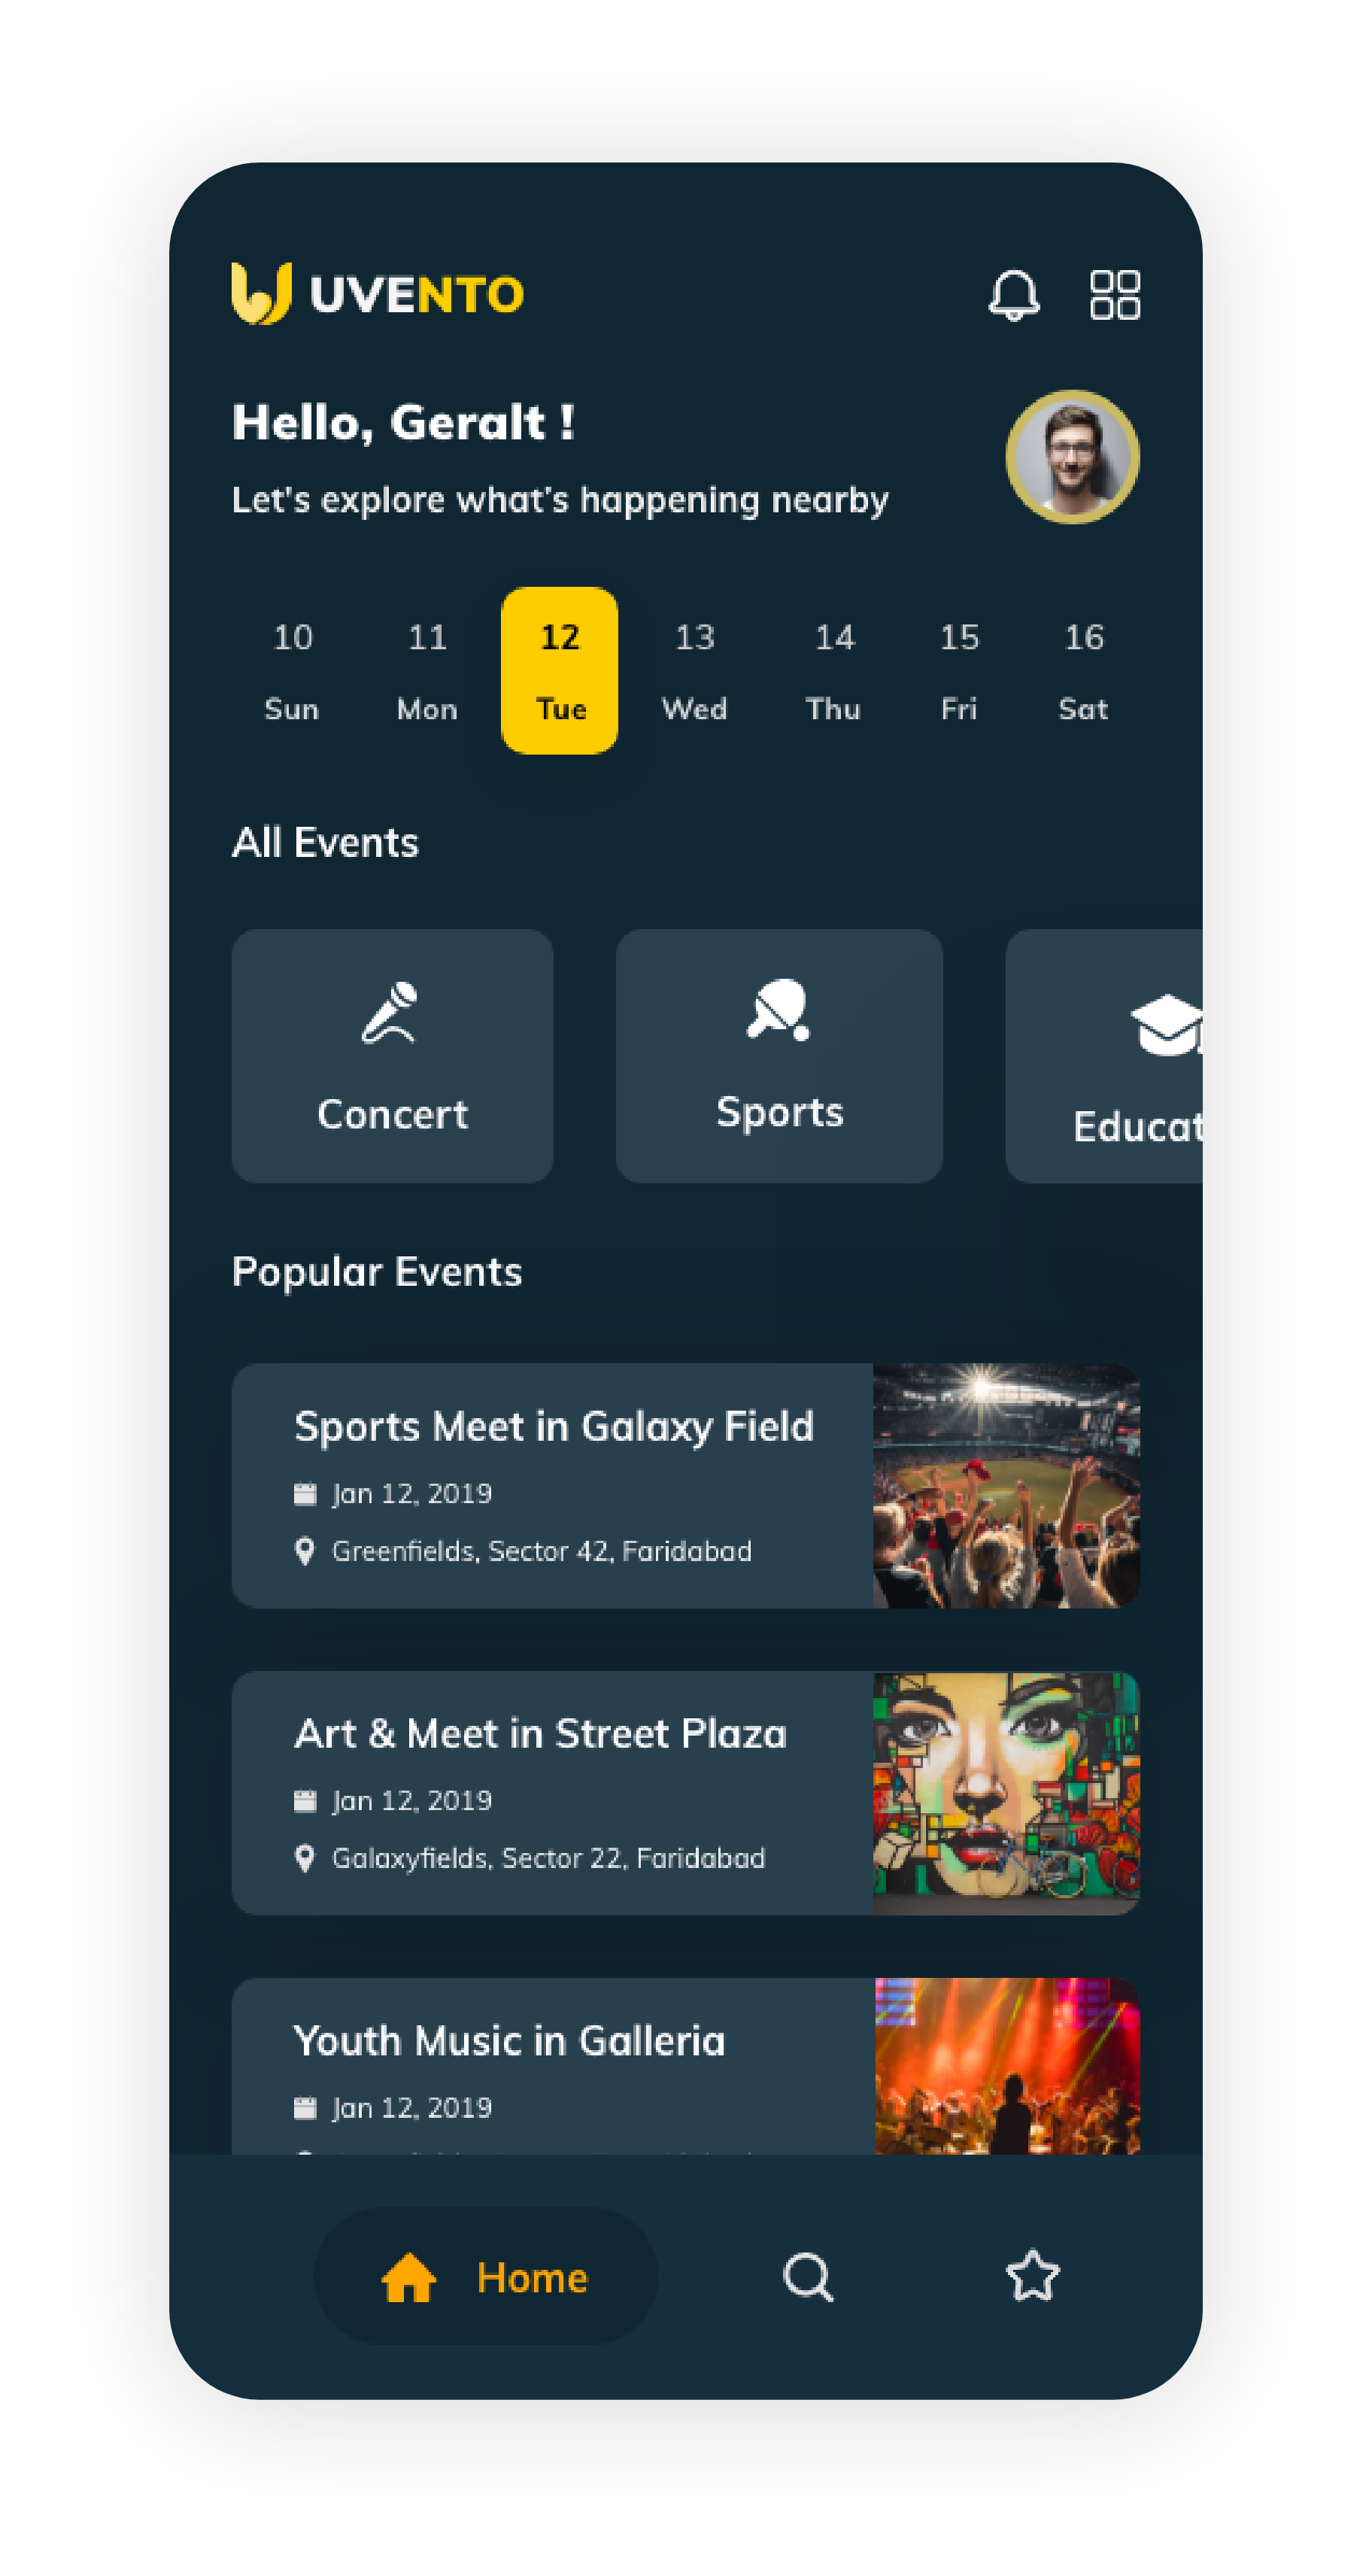 UVENTO
Hello, Geralt !
Let's explore what's happening nearby
10 11 12 13 14 15 16
Sun Mon Tue Wed Thu Fri Sat
All Events
Concert Sports Educat
Popular Events
Sports Meet in Galaxy Field
Jan 12, 2019
Greenfields, Sector 42, Faridabad
Art & Meet in Street Plaza
Jan 12, 2019
Galaxyfields, Sector 22, Faridabad
Youth Music in Galleria
Jan 12, 2019
Home